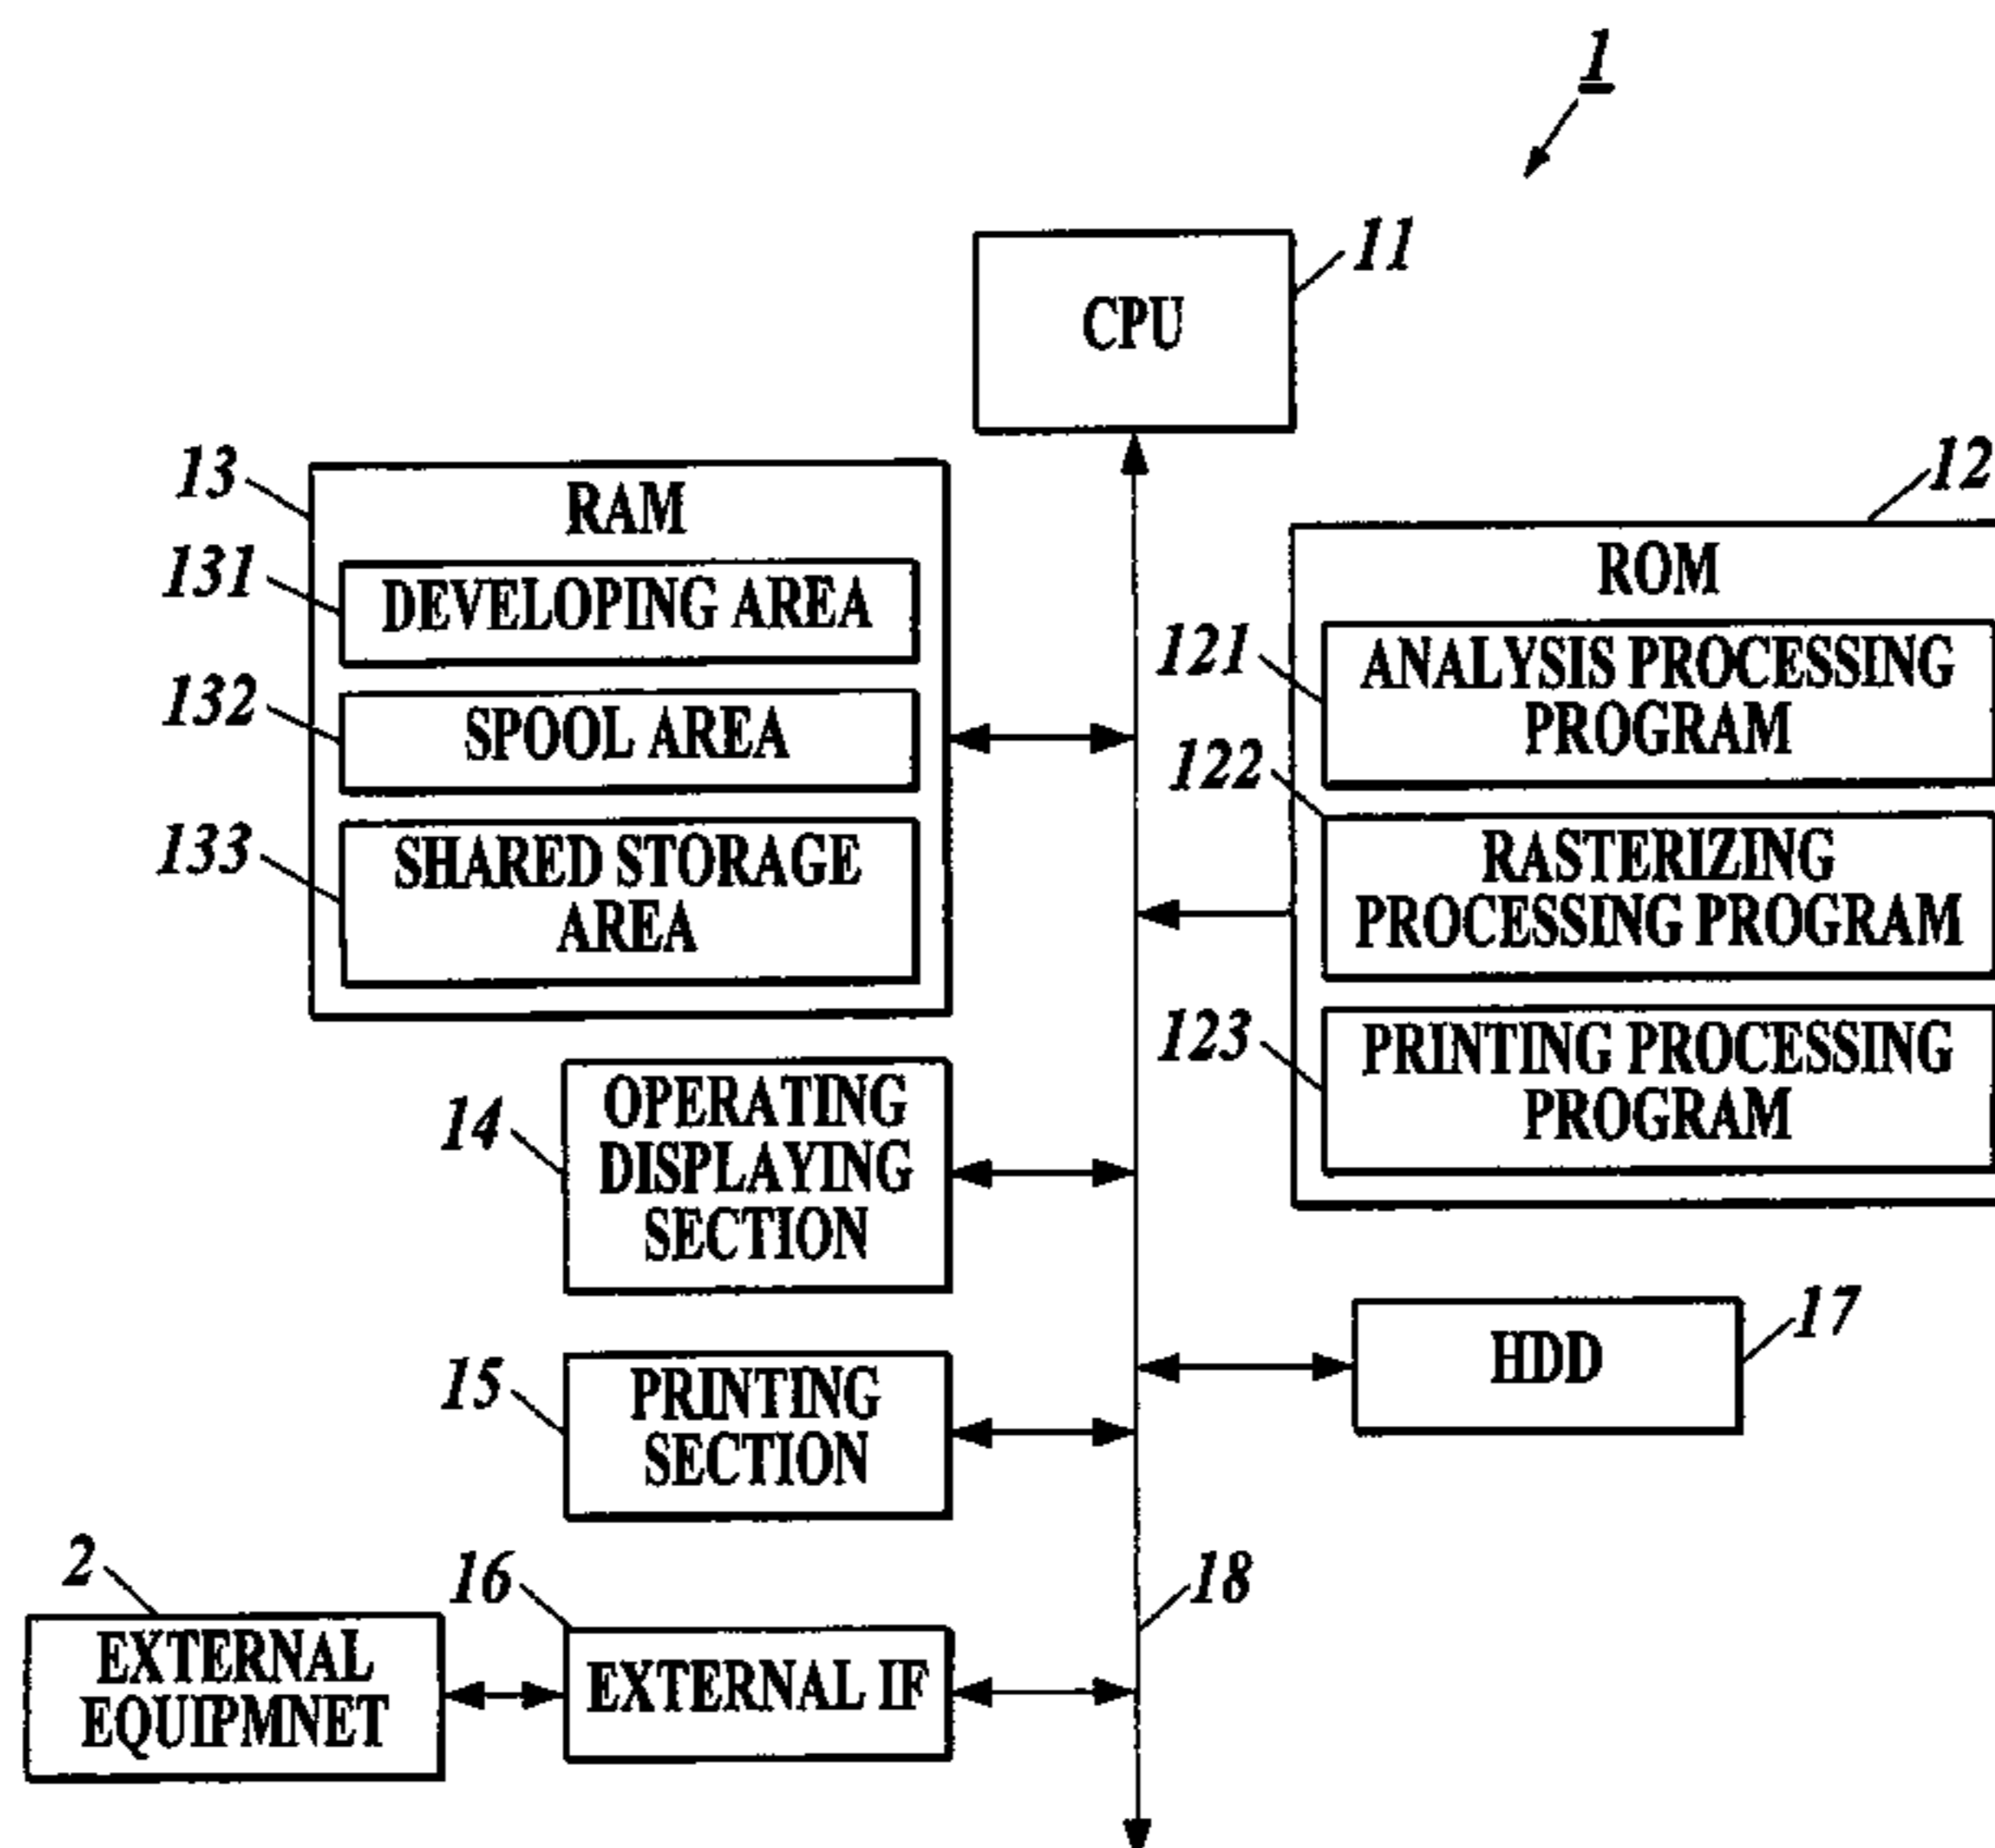 1
CPU
11
13
RAM
131
DEVELOPING AREA
132
SPOOL AREA
133
SHARED STORAGE
AREA
12
ROM
121
ANALYSIS PROCESSING
PROGRAM
122
RASTERIZING
PROCESSING PROGRAM
123
PRINTING PROCESSING
PROGRAM
14
OPERATING
DISPLAYING
SECTION
17
HDD
15
PRINTING
SECTION
2
EXTERNAL
EQUIPMNET
16
EXTERNAL IF
18